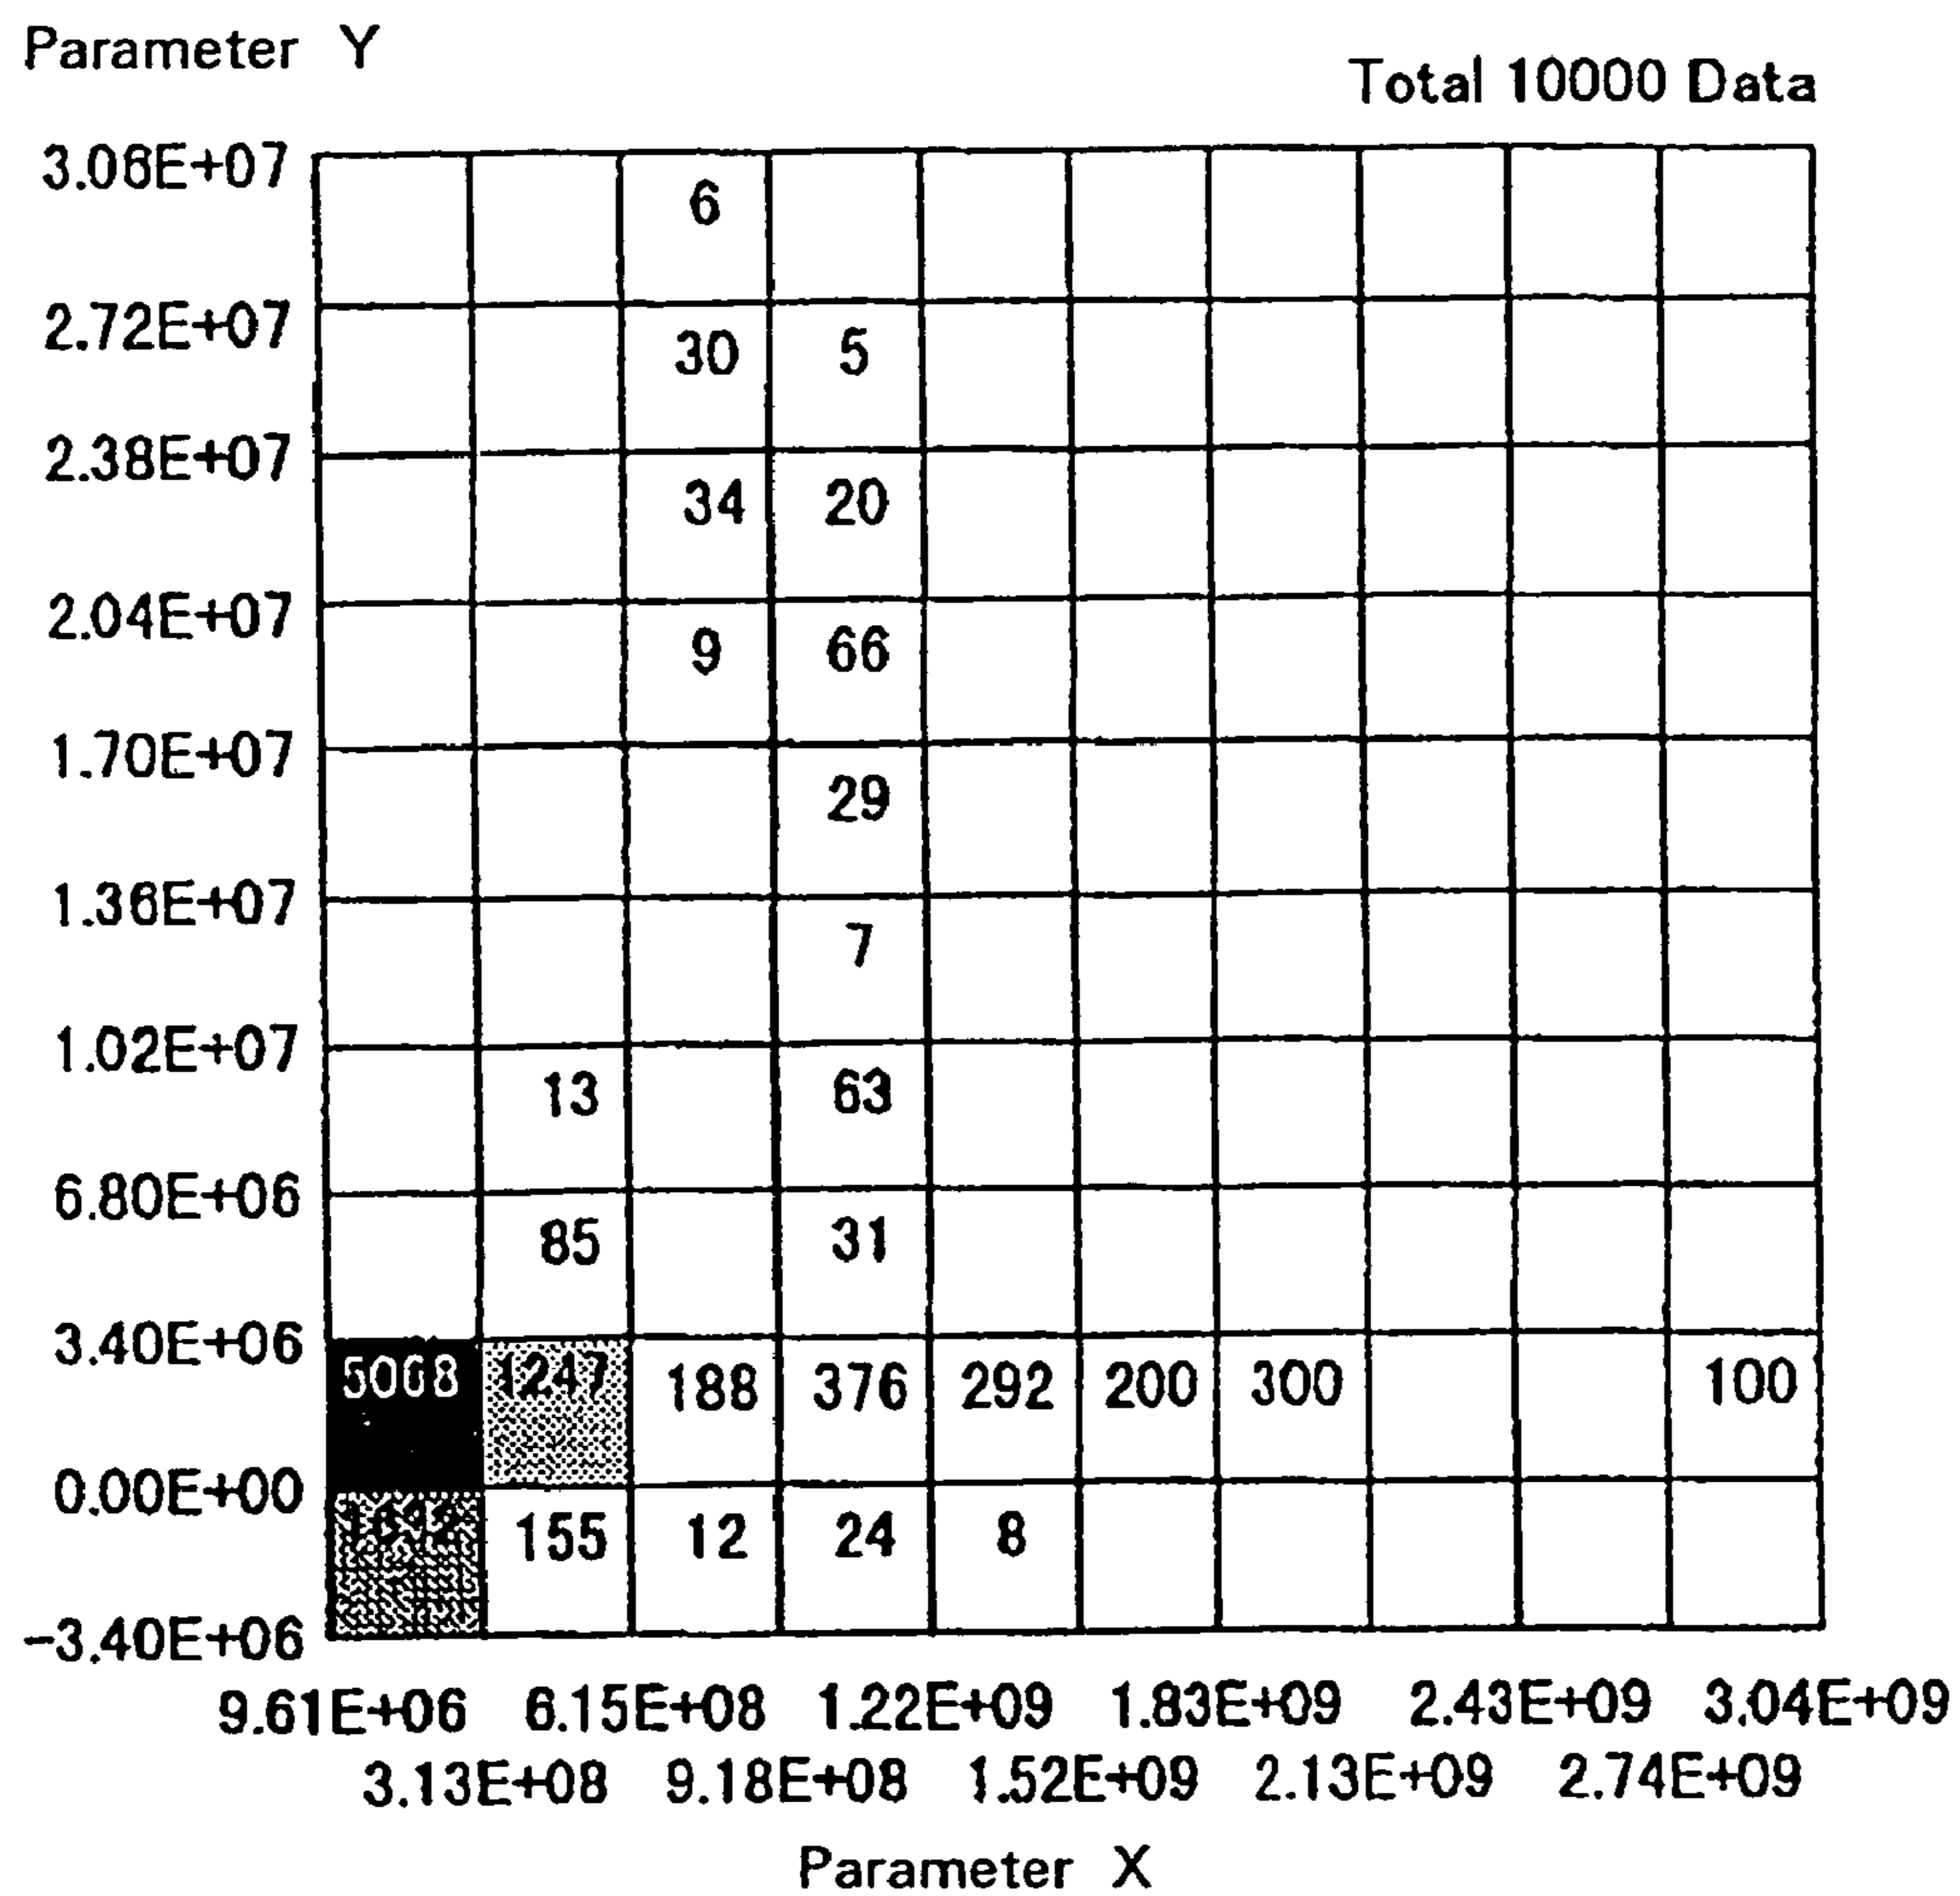 Parameter Y
Total 10000 Data
3.06E+07
6
2.72E+07
30 5
2.38E+07
34 20
2.04E+07
9 66
1.70E+07
29
1.36E+07
7
1.02E+07
13 63
6.80E+06
85 31
3.40E+06
5068 1247 188 376 292 200 300 100
0.00E+00
1632 155 12 24 8
-3.40E+06
9.61E+06 6.15E+08 1.22E+09 1.83E+09 2.43E+09 3.04E+09
3.13E+08 9.18E+08 1.52E+09 2.13E+09 2.74E+09
Parameter X